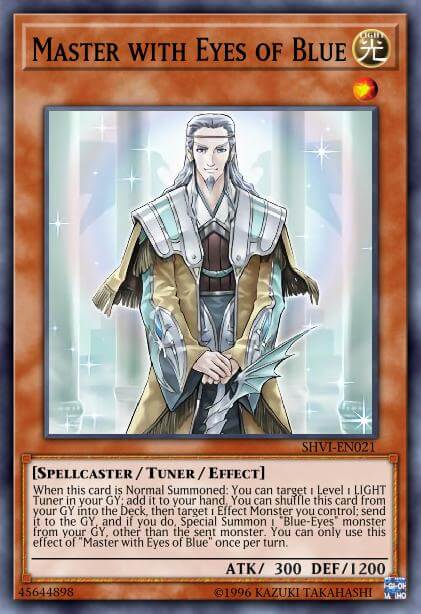 MASTER WITH EYES OF BLUE
LIGHT
光
SHVI-EN021
[SPELLCASTER / TUNER / EFFECT]
When this card is Normal Summoned: You can target 1 Level 1 LIGHT
Tuner in your GY; add it to your hand. You can shuffle this card from
your GY into the Deck, then target 1 Effect Monster you control; send
it to the GY, and if you do, Special Summon 1 "Blue-Eyes" monster
from your GY, other than the sent monster. You can only use this
effect of "Master with Eyes of Blue" once per turn.
ATK/ 300 DEF/1200
45644898
©1996 KAZUKI TAKAHASHI